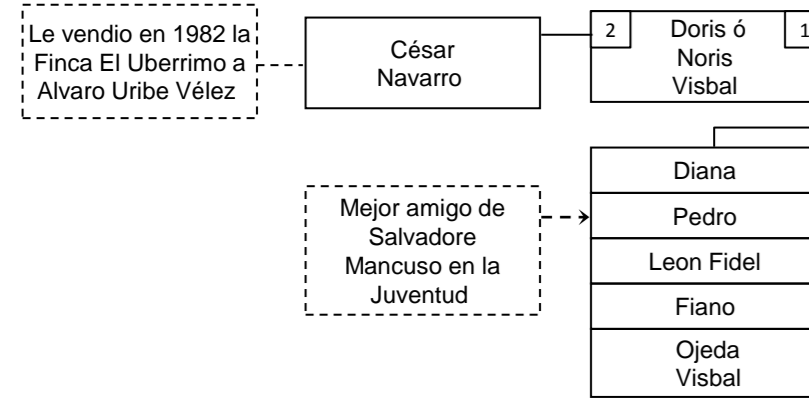 Le vendio en 1982 la
Finca El Uberrimo a
Alvaro Uribe Vélez
César
Navarro
2
Doris ó
Noris
Visbal
1
Mejor amigo de
Salvadore
Mancuso en la
Juventud
Diana
Pedro
Leon Fidel
Fiano
Ojeda
Visbal